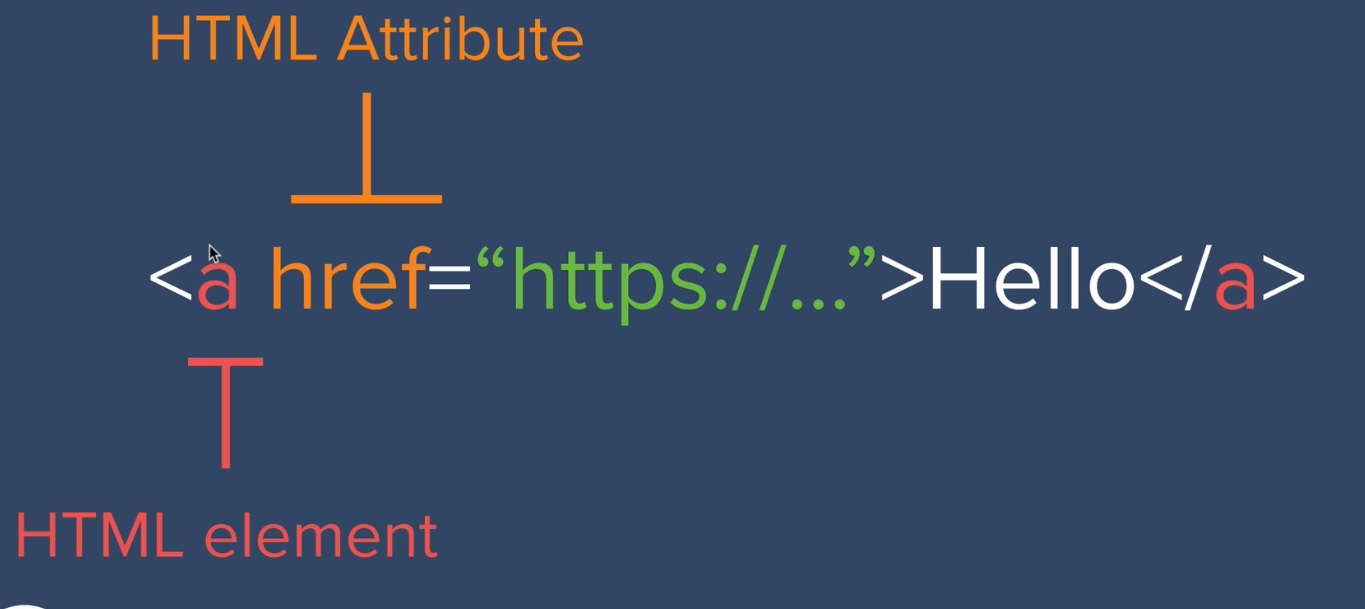 HTML Attribute
<a href=“https://...”>Hello</a>
HTML element